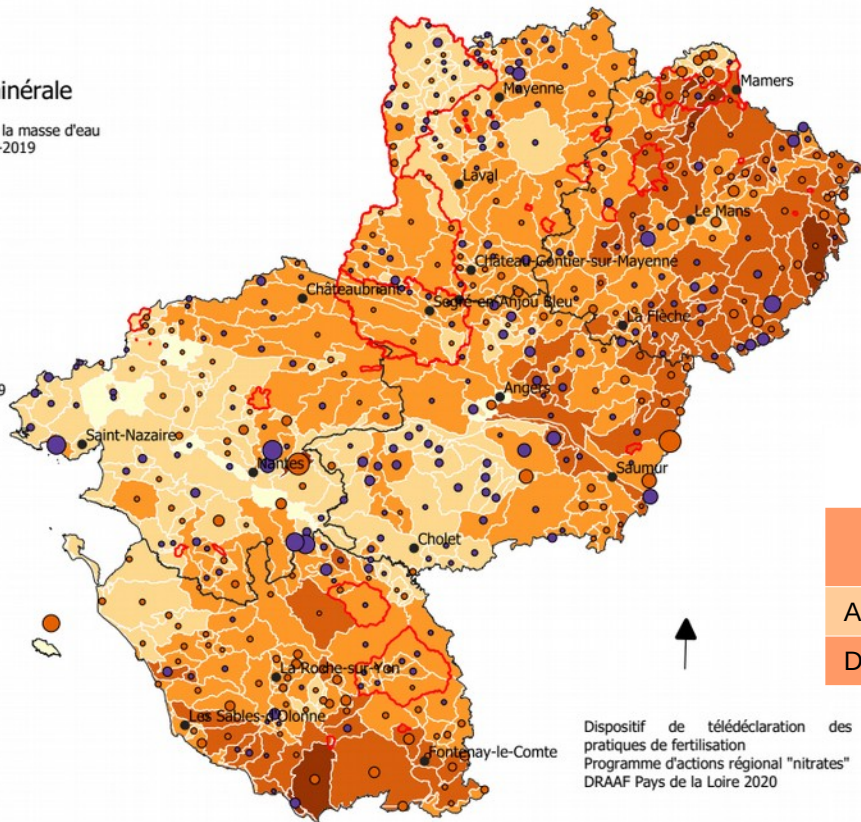 inérale
la masse d'eau
-2019
Mayenne
Mamers
Laval
Le Mans
Château-Gontier-sur-Mayenne
Châteaubriant
Segré-en-Anjou Bleu
La Flèche
9
Angers
Saint-Nazaire
Nantes
Saumur
Cholet
A
D
La Roche-sur-Yon
Les Sables-d'Olonne
Fontenay-le-Comte
Dispositif de télédéclaration des
pratiques de fertilisation
Programme d'actions régional "nitrates"
DRAAF Pays de la Loire 2020